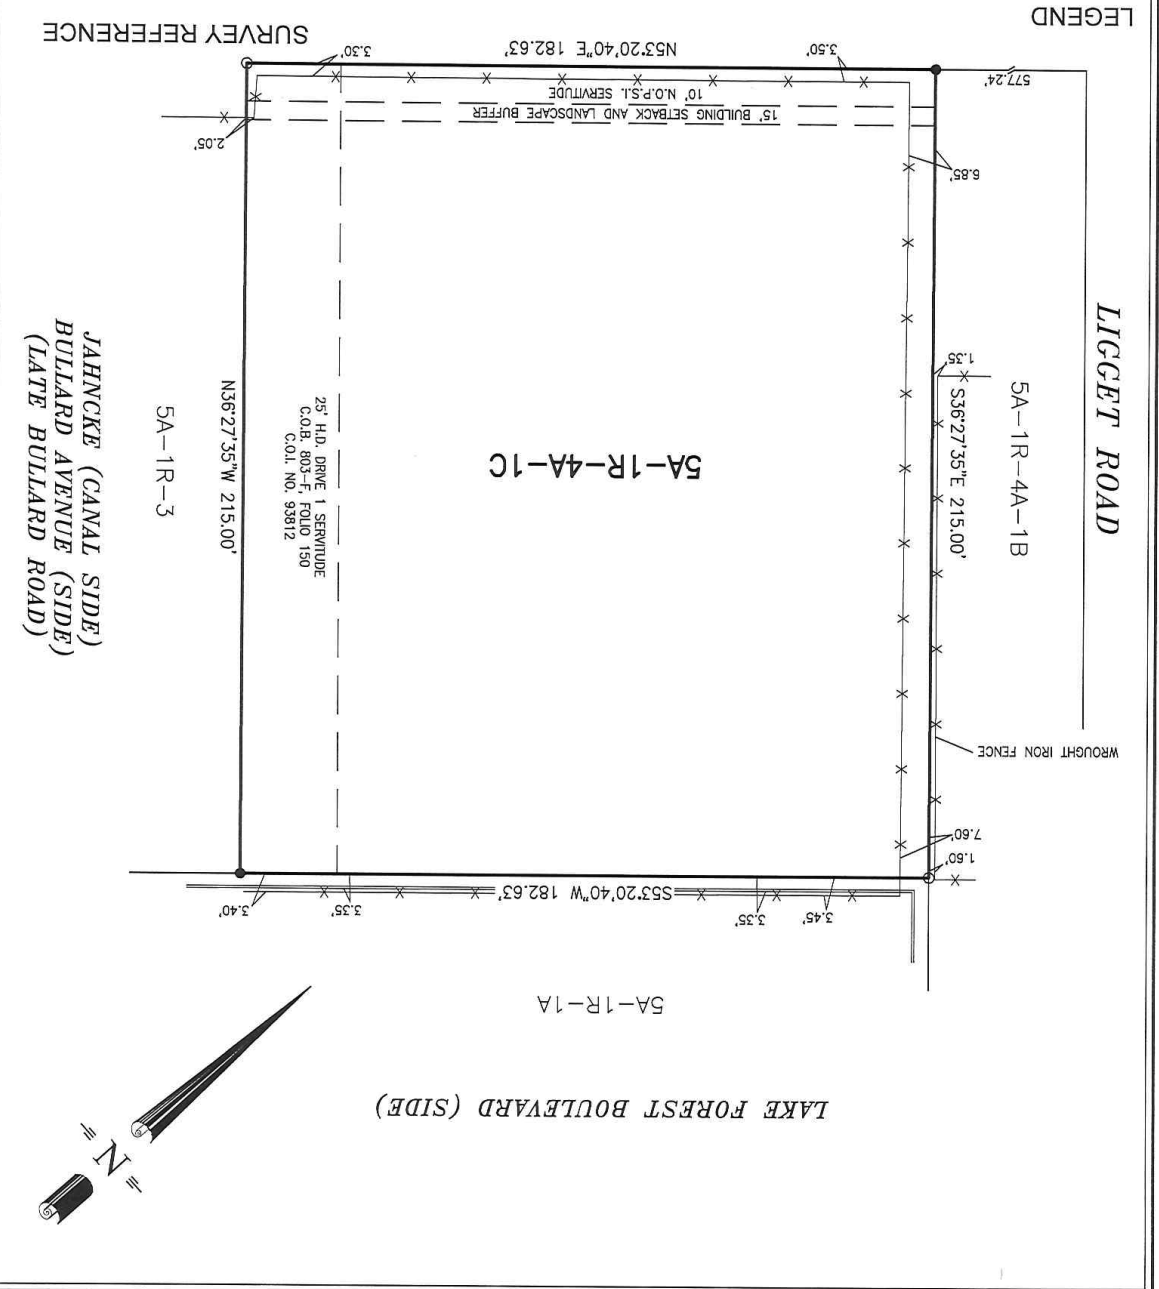 LAKE FOREST BOULEVARD (SIDE)
N
5A-1R-1A
3.45'
3.35'
S53°20'40"W 182.63'
3.35'
3.40'
1.60'
7.60'
WROUGHT IRON FENCE
LIGGET ROAD
5A-1R-4A-1B
S36°27'35"E 215.00'
1.35'
6.85'
5A-1R-4A-1C
25' H.D. DRIVE 1 SERVITUDE
C.O.B. 803-F, FOLIO 150
C.O.I. NO. 93812
N36°27'35"W 215.00'
5A-1R-3
JAHNCKE (CANAL SIDE)
BULLARD AVENUE (SIDE)
(LATE BULLARD ROAD)
2.05'
15' BUILDING SETBACK AND LANDSCAPE BUFFER
10' N.O.P.S.I. SERVITUDE
577.24'
3.50'
N53°20'40"E 182.63'
3.30'
LEGEND
SURVEY REFERENCE